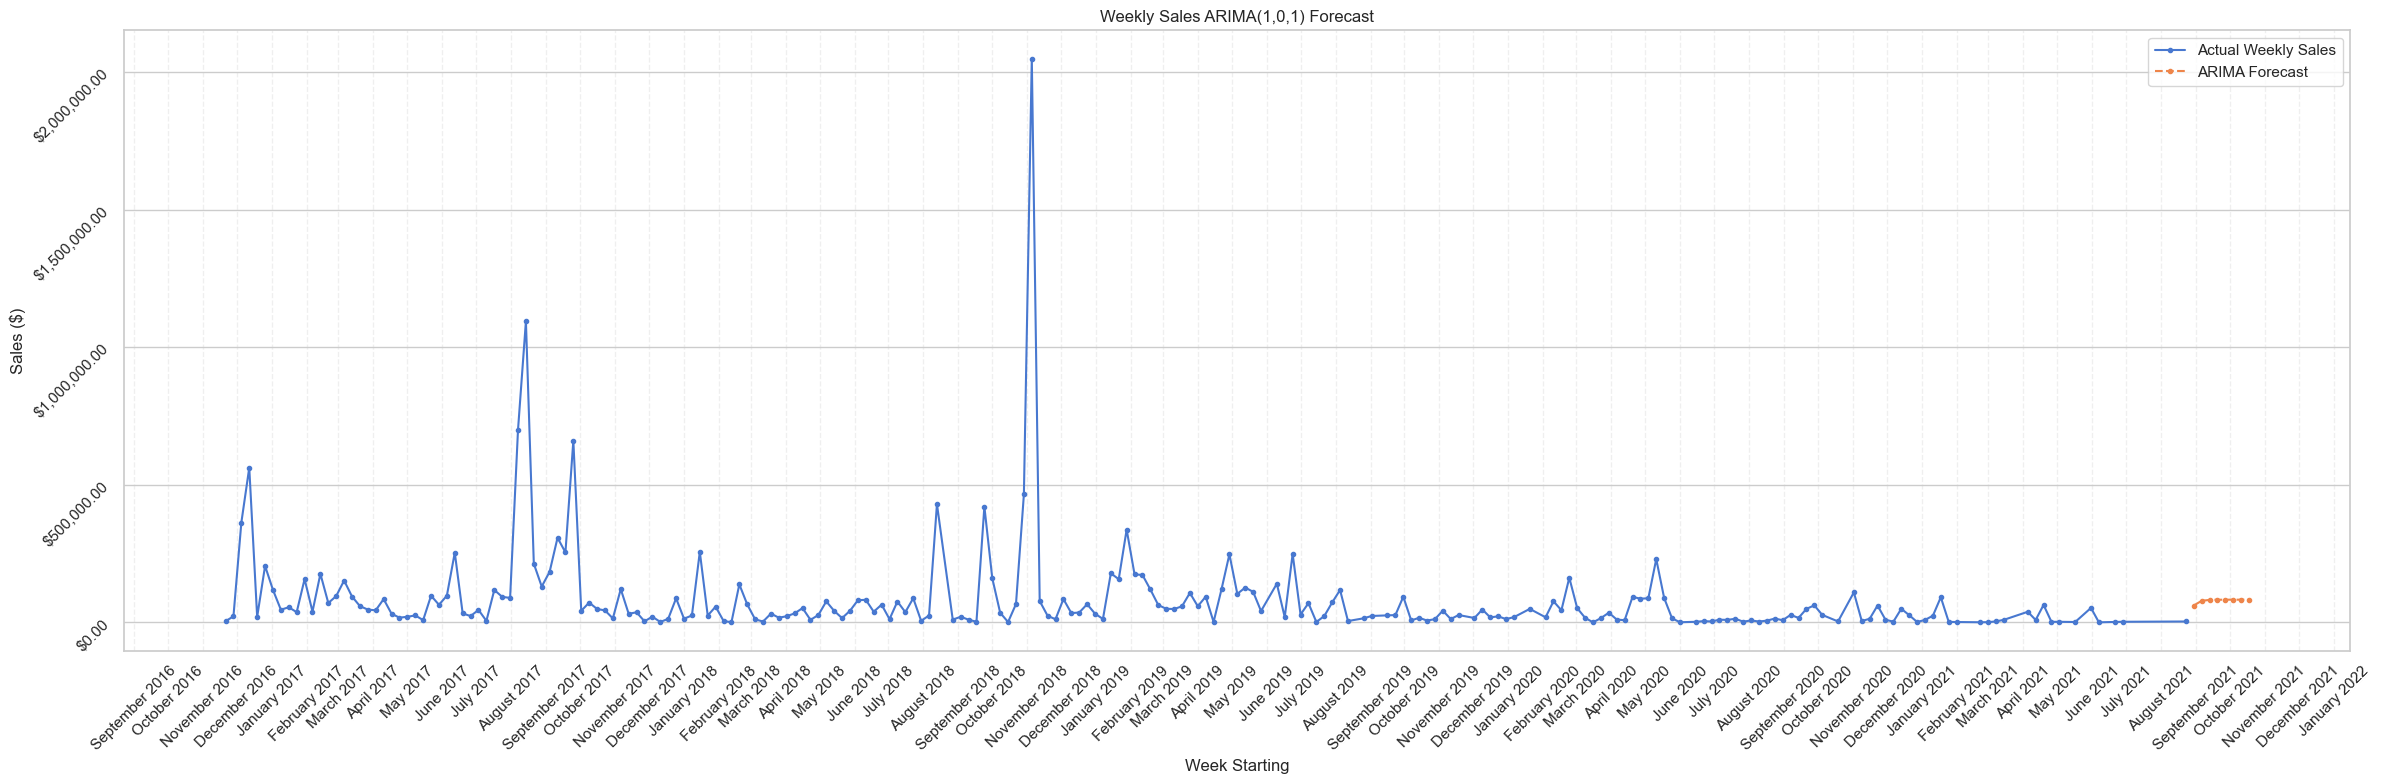 Weekly Sales ARIMA(1,0,1) Forecast
Actual Weekly Sales
ARIMA Forecast
Sales ($)
$2,000,000.00
$1,500,000.00
$1,000,000.00
$500,000.00
$0.00
September 2016
October 2016
November 2016
December 2016
January 2017
February 2017
March 2017
April 2017
May 2017
June 2017
July 2017
August 2017
September 2017
October 2017
November 2017
December 2017
January 2018
February 2018
March 2018
April 2018
May 2018
June 2018
July 2018
August 2018
September 2018
October 2018
November 2018
December 2018
January 2019
February 2019
March 2019
April 2019
May 2019
June 2019
July 2019
August 2019
September 2019
October 2019
November 2019
December 2019
January 2020
February 2020
March 2020
April 2020
May 2020
June 2020
July 2020
August 2020
September 2020
October 2020
November 2020
December 2020
January 2021
February 2021
March 2021
April 2021
May 2021
June 2021
July 2021
August 2021
September 2021
October 2021
November 2021
December 2021
January 2022
Week Starting